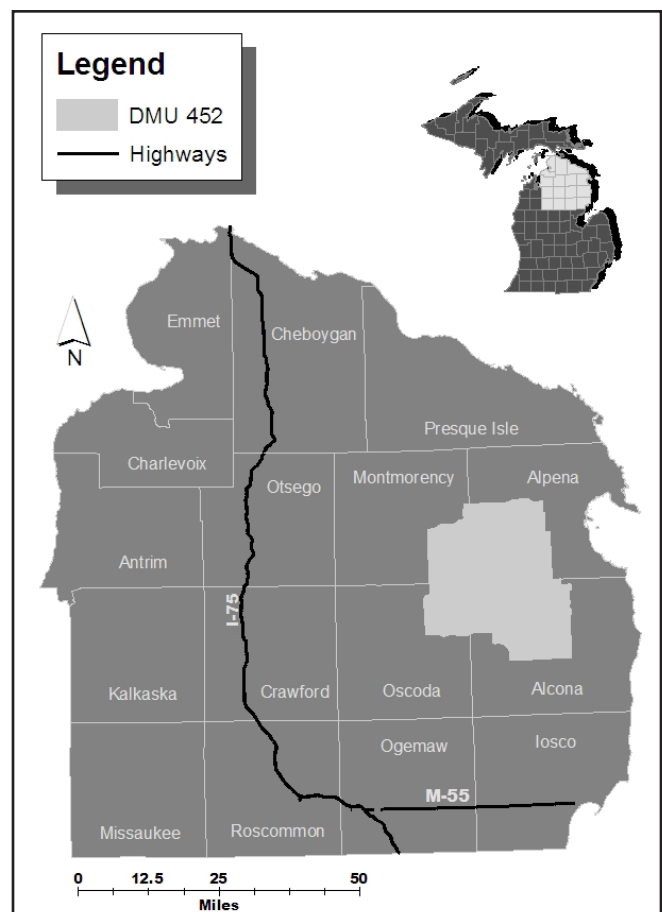 Legend
DMU 452
Highways
N
Emmet
Cheboygan
Presque Isle
Charlevoix
Otsego
Montmorency
Alpena
Antrim
I-75
Kalkaska
Crawford
Oscoda
Alcona
Ogemaw
Iosco
M-55
Missaukee
Roscommon
0 12.5 25 50
Miles